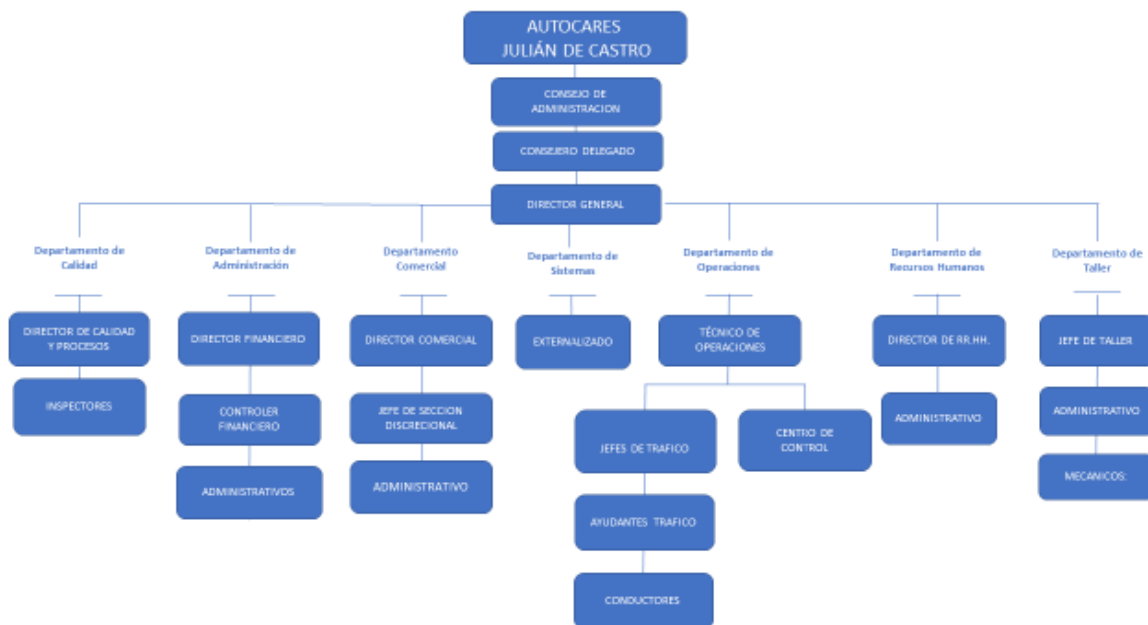 AUTOCARES
JULIÁN DE CASTRO
CONSEJO DE
ADMINISTRACION
CONSEJERO DELEGADO
DIRECTOR GENERAL
Departamento de
Calidad
Departamento de
Administración
Departamento
Comercial
Departamento de
Sistemas
Departamento de
Operaciones
Departamento de
Recursos Humanos
Departamento de
Taller
DIRECTOR DE CALIDAD
Y PROCESOS
DIRECTOR FINANCIERO
DIRECTOR COMERCIAL
EXTERNALIZADO
TÉCNICO DE
OPERACIONES
DIRECTOR DE RR.HH.
JEFE DE TALLER
INSPECTORES
CONTROLER
FINANCIERO
JEFE DE SECCION
DISCRECIONAL
JEFES DE TRAFICO
CENTRO DE
CONTROL
ADMINISTRATIVO
ADMINISTRATIVO
ADMINISTRATIVOS
ADMINISTRATIVO
MECANICOS:
AYUDANTES TRAFICO
CONDUCTORES